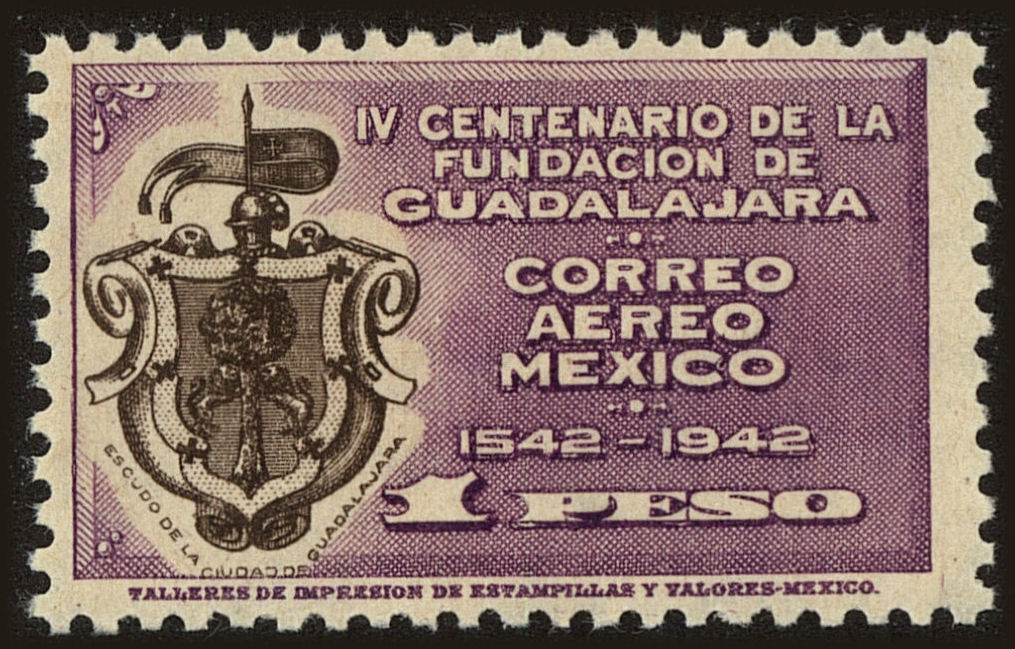 IV CENTENARIO DE LA
FUNDACION DE
GUADALAJARA
CORREO
AEREO
MEXICO
1542-1942
1 PESO
ESCUDO DE LA CIUDAD DE GUADALAJARA
TALLERES DE IMPRESION DE ESTAMPILLAS Y VALORES-MEXICO.